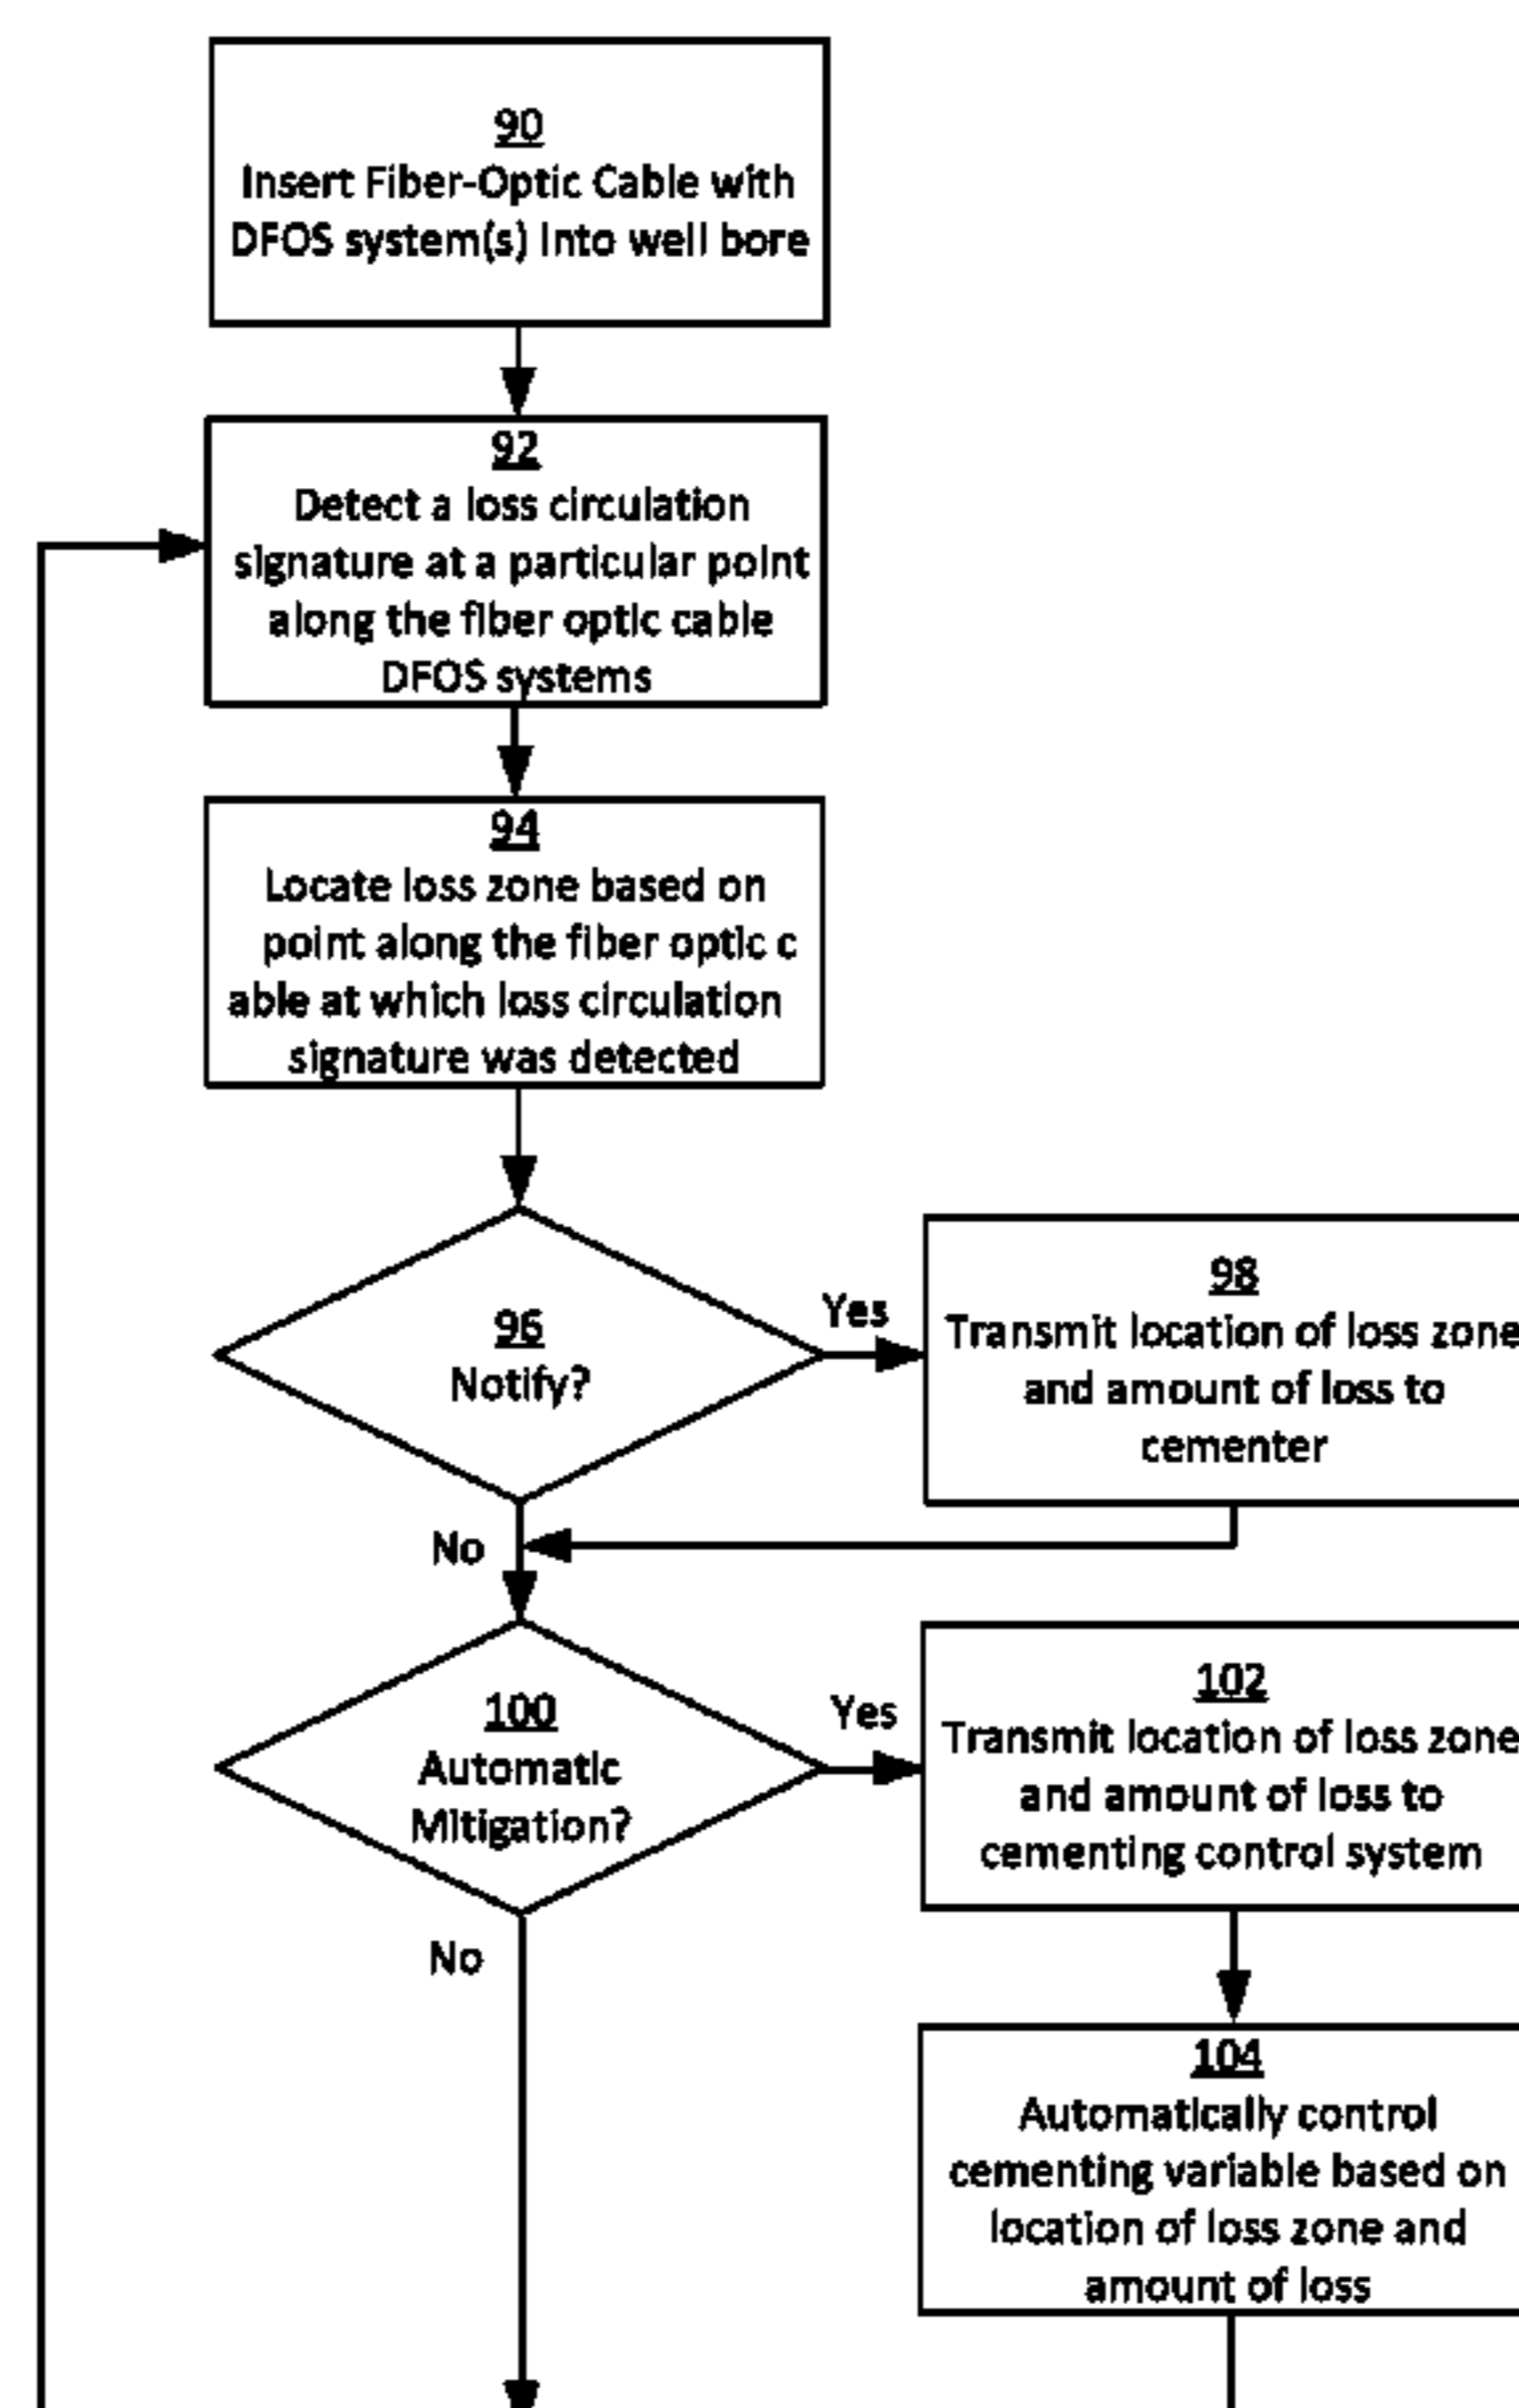 90
Insert Fiber-Optic Cable with
DFOS system(s) into well bore
92
Detect a loss circulation
signature at a particular point
along the fiber optic cable
DFOS systems
94
Locate loss zone based on
point along the fiber optic c
able at which loss circulation
signature was detected
96
Notify?
Yes
98
Transmit location of loss zone
and amount of loss to
cementer
No
100
Automatic
Mitigation?
Yes
102
Transmit location of loss zone
and amount of loss to
cementing control system
No
104
Automatically control
cementing variable based on
location of loss zone and
amount of loss